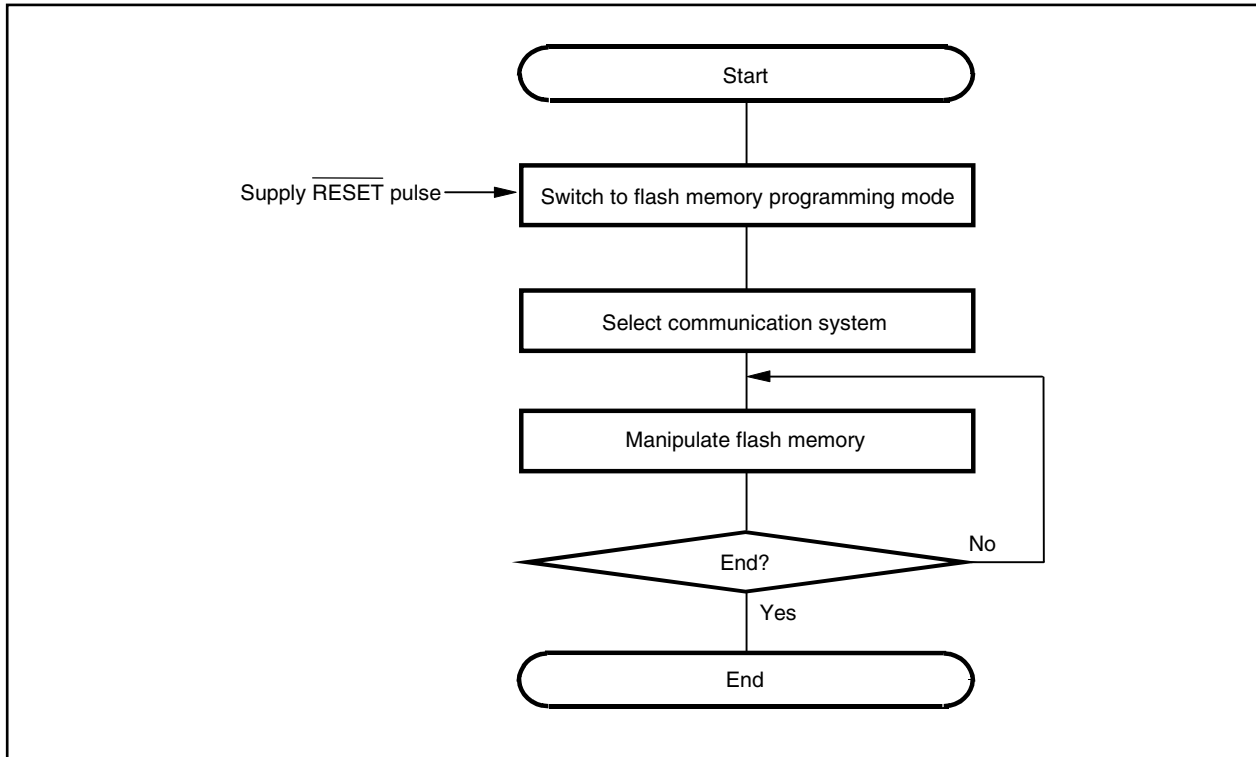 Start
Supply RESET pulse
Switch to flash memory programming mode
Select communication system
Manipulate flash memory
End?
No
Yes
End